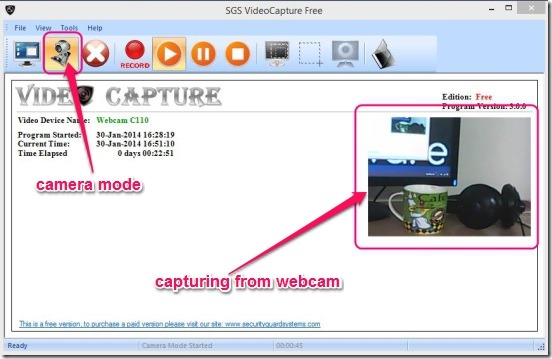 SGS VideoCapture Free
File View Tools Help
RECORD
VIDEO CAPTURE
Edition: Free
Program Version: 3.0.0
Video Device Name: Webcam C110
Program Started: 30-Jan-2014 16:28:19
Current Time: 30-Jan-2014 16:51:10
Time Elapsed 0 days 00:22:51
camera mode
are
Cafe
capturing from webcam
This is a free version, to purchase a paid version please visit our site: www.securityguardsystems.com
Ready Camera Mode Started 00:00:45